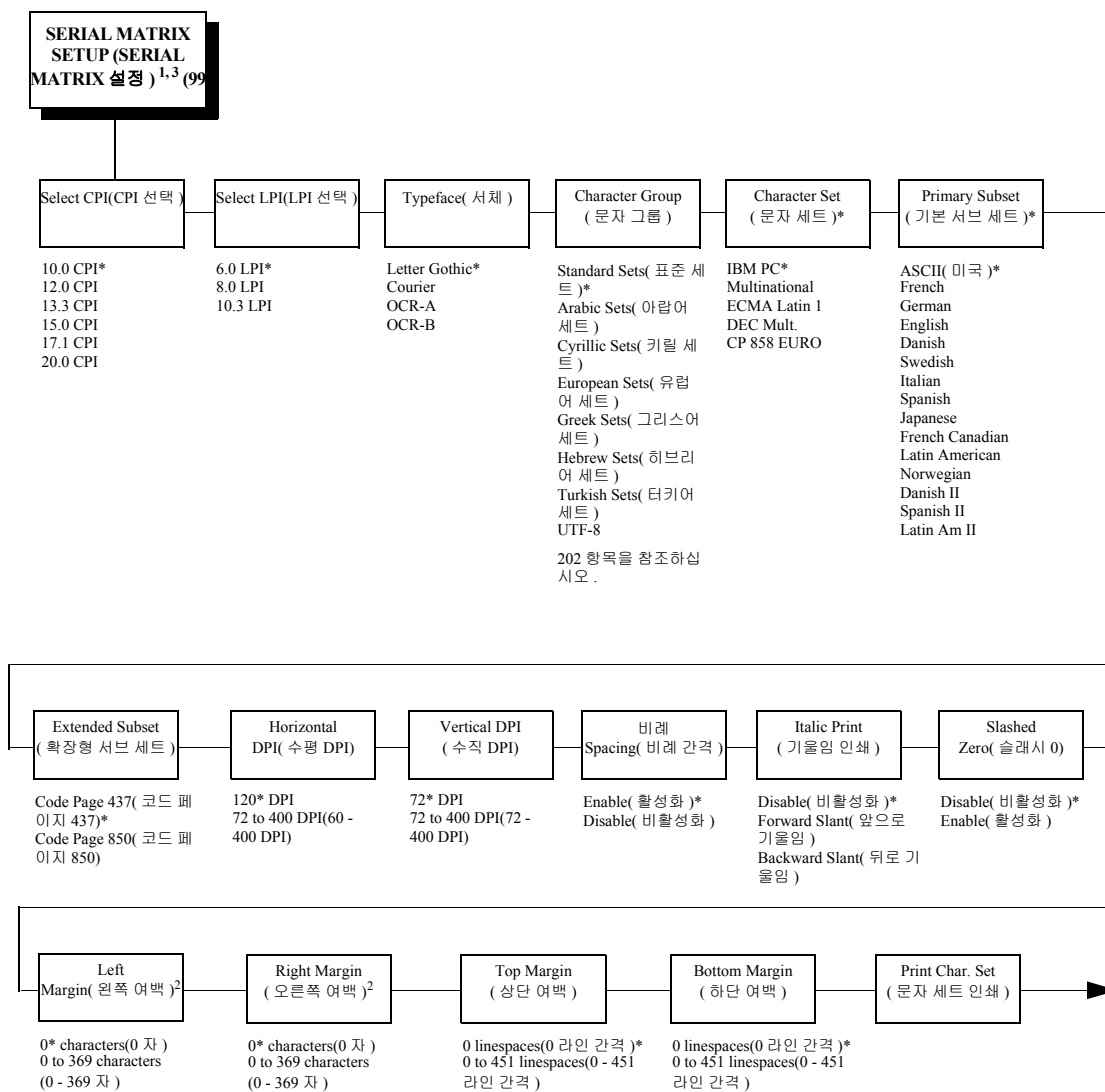 SERIAL MATRIX
SETUP (SERIAL
MATRIX 설정 ) 1, 3 (99
Select CPI(CPI 선택 )
10.0 CPI*
12.0 CPI
13.3 CPI
15.0 CPI
17.1 CPI
20.0 CPI
Select LPI(LPI 선택 )
6.0 LPI*
8.0 LPI
10.3 LPI
Typeface( 서체 )
Letter Gothic*
Courier
OCR-A
OCR-B
Character Group
( 문자 그룹 )
Standard Sets( 표준 세
트 )*
Arabic Sets( 아랍어
세트 )
Cyrillic Sets( 키릴 세
트 )
European Sets( 유럽
어 세트 )
Greek Sets( 그리스어
세트 )
Hebrew Sets( 히브리
어 세트 )
Turkish Sets( 터키어
세트 )
UTF-8
202 항목을 참조하십
시오 .
Character Set
( 문자 세트 )*
IBM PC*
Multinational
ECMA Latin 1
DEC Mult.
CP 858 EURO
Primary Subset
( 기본 서브 세트 )*
ASCII( 미국 )*
French
German
English
Danish
Swedish
Italian
Spanish
Japanese
French Canadian
Latin American
Norwegian
Danish II
Spanish II
Latin Am II
Extended Subset
( 확장형 서브 세트 )
Code Page 437( 코드 페
이지 437)*
Code Page 850( 코드 페
이지 850)
Horizontal
DPI( 수평 DPI)
120* DPI
72 to 400 DPI(60 -
400 DPI)
Vertical DPI
( 수직 DPI)
72* DPI
72 to 400 DPI(72 -
400 DPI)
비례
Spacing( 비례 간격 )
Enable( 활성화 )*
Disable( 비활성화 )
Italic Print
( 기울임 인쇄 )
Disable( 비활성화 )*
Forward Slant( 앞으로
기울임 )
Backward Slant( 뒤로 기
울임 )
Slashed
Zero( 슬래시 0)
Disable( 비활성화 )*
Enable( 활성화 )
Left
Margin( 왼쪽 여백 )2
0* characters(0 자 )
0 to 369 characters
(0 - 369 자 )
Right Margin
( 오른쪽 여백 )2
0* characters(0 자 )
0 to 369 characters
(0 - 369 자 )
Top Margin
( 상단 여백 )
0 linespaces(0 라인 간격 )*
0 to 451 linespaces(0 - 451
라인 간격 )
Bottom Margin
( 하단 여백 )
0 linespaces(0 라인 간격 )*
0 to 451 linespaces(0 - 451
라인 간격 )
Print Char. Set
( 문자 세트 인쇄 )